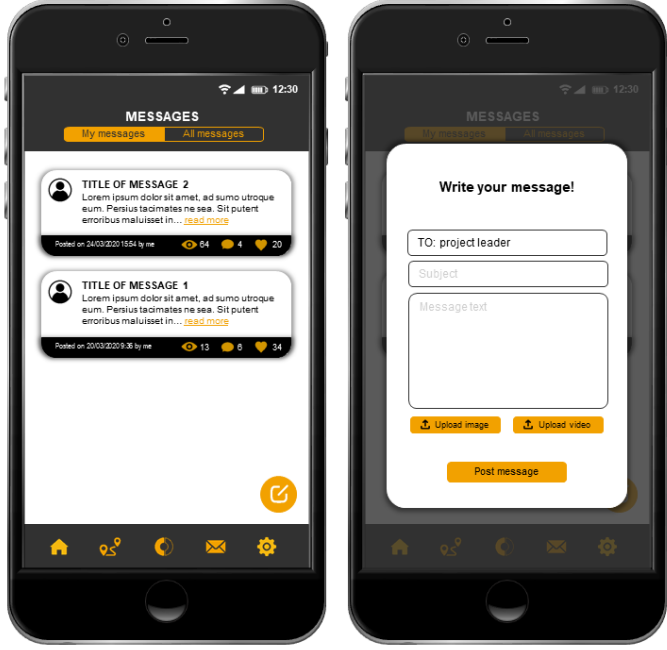 12:30
MESSAGES
My messages All messages
TITLE OF MESSAGE 2
Lorem ipsum dolor sit amet, ad sumo utroque
eum. Persius tacimates ne sea. Sit putent
erroribus maluisset in... read more
Posted on 24/03/2020 15:54 by me 64 4 20
TITLE OF MESSAGE 1
Lorem ipsum dolor sit amet, ad sumo utroque
eum. Persius tacimates ne sea. Sit putent
erroribus maluisset in... read more
Posted on 20/03/2020 9:36 by me 13 6 34
12:30
MESSAGES
My messages All messages
Write your message!
TO: project leader
Subject
Message text
Upload image Upload video
Post message